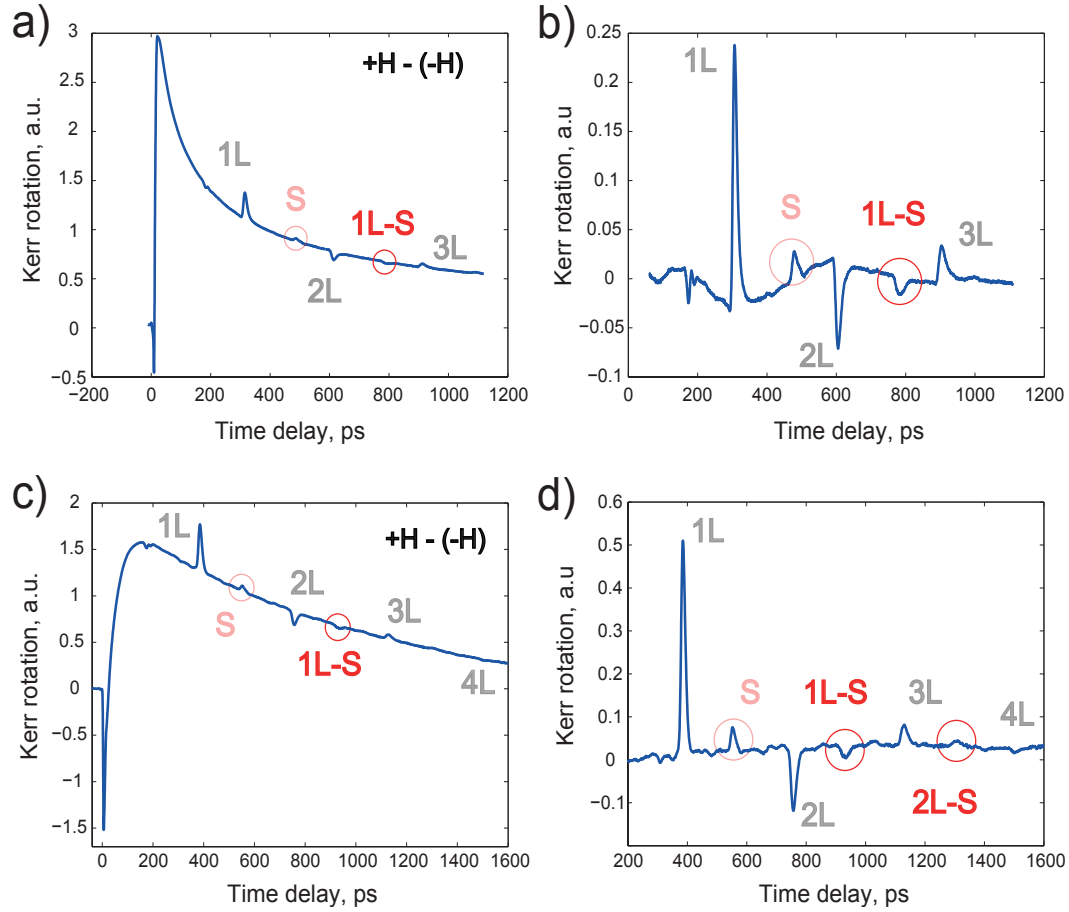 a)
Kerr rotation, a.u.
3
2.5
2
1.5
1
0.5
0
−0.5
+H - (-H)
1L
S
1L-S
3L
2L
−200 0 200 400 600 800 1000 1200
Time delay, ps
b)
Kerr rotation, a.u
0.25
0.2
0.15
0.1
0.05
0
−0.05
−0.1
1L
S
1L-S
3L
2L
0 200 400 600 800 1000 1200
Time delay, ps
c)
Kerr rotation, a.u.
2
1.5
1
0.5
0
−0.5
−1
−1.5
1L
+H - (-H)
2L
3L
S
1L-S
4L
0 200 400 600 800 1000 1200 1400 1600
Time delay, ps
d)
Kerr rotation, a.u
0.6
0.5
0.4
0.3
0.2
0.1
0
−0.1
1L
S
1L-S
3L
4L
2L-S
2L
200 400 600 800 1000 1200 1400 1600
Time delay, ps